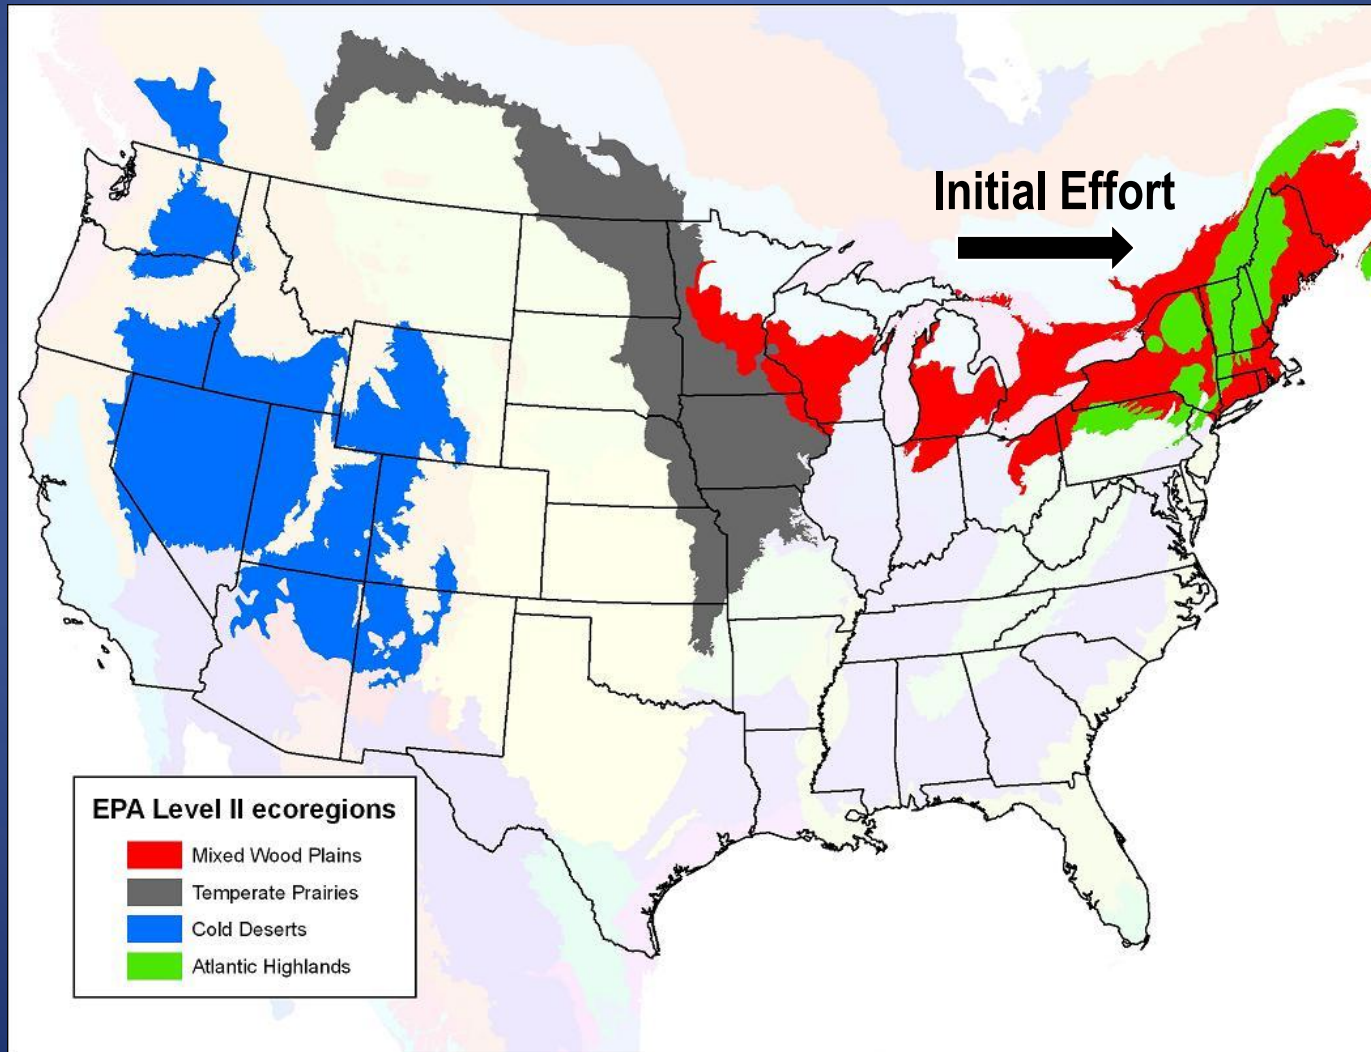 Initial Effort
EPA Level II ecoregions
Mixed Wood Plains
Temperate Prairies
Cold Deserts
Atlantic Highlands